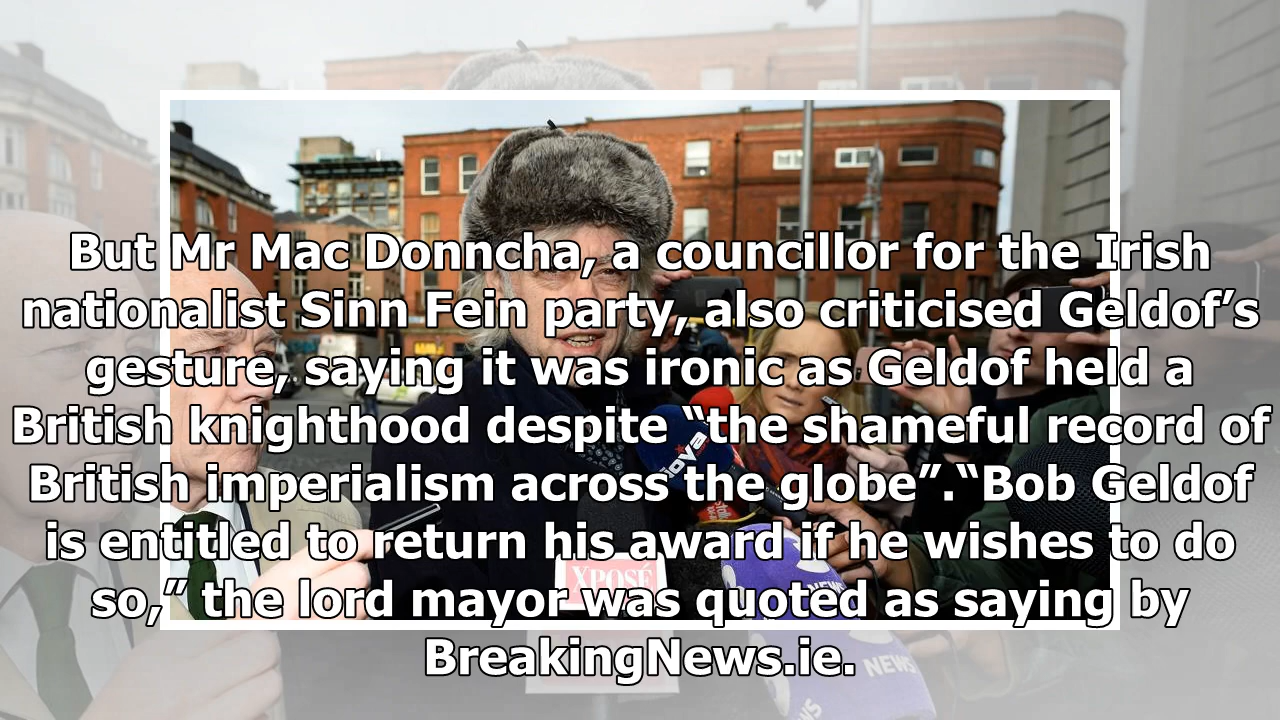 But Mr Mac Donncha, a councillor for the Irish
nationalist Sinn Fein party, also criticised Geldof’s
gesture, saying it was ironic as Geldof held a
British knighthood despite “the shameful record of
British imperialism across the globe”.“Bob Geldof
is entitled to return his award if he wishes to do
so,” the lord mayor was quoted as saying by
BreakingNews.ie.
XPOSÉ
NEWS
NEWS